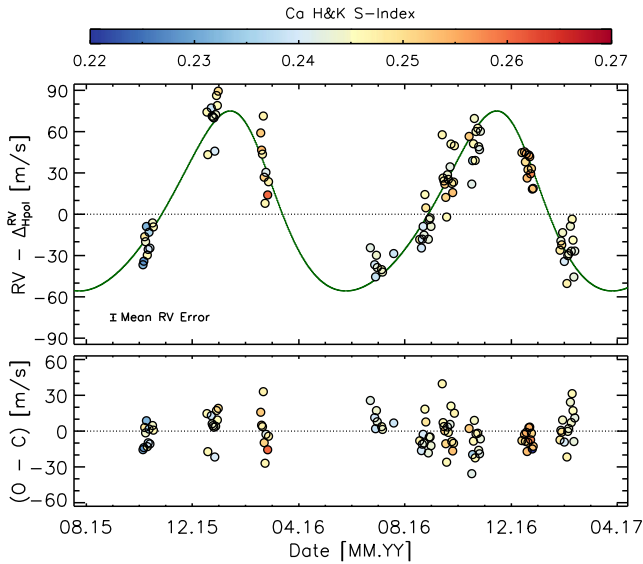 Ca H&K S-Index
0.22 0.23 0.24 0.25 0.26 0.27
RV − Δ^RV_Hpol [m/s]
90
60
30
0
−30
−60
−90
Mean RV Error
(O − C) [m/s]
60
30
0
−30
−60
08.15 12.15 04.16 08.16 12.16 04.17
Date [MM.YY]